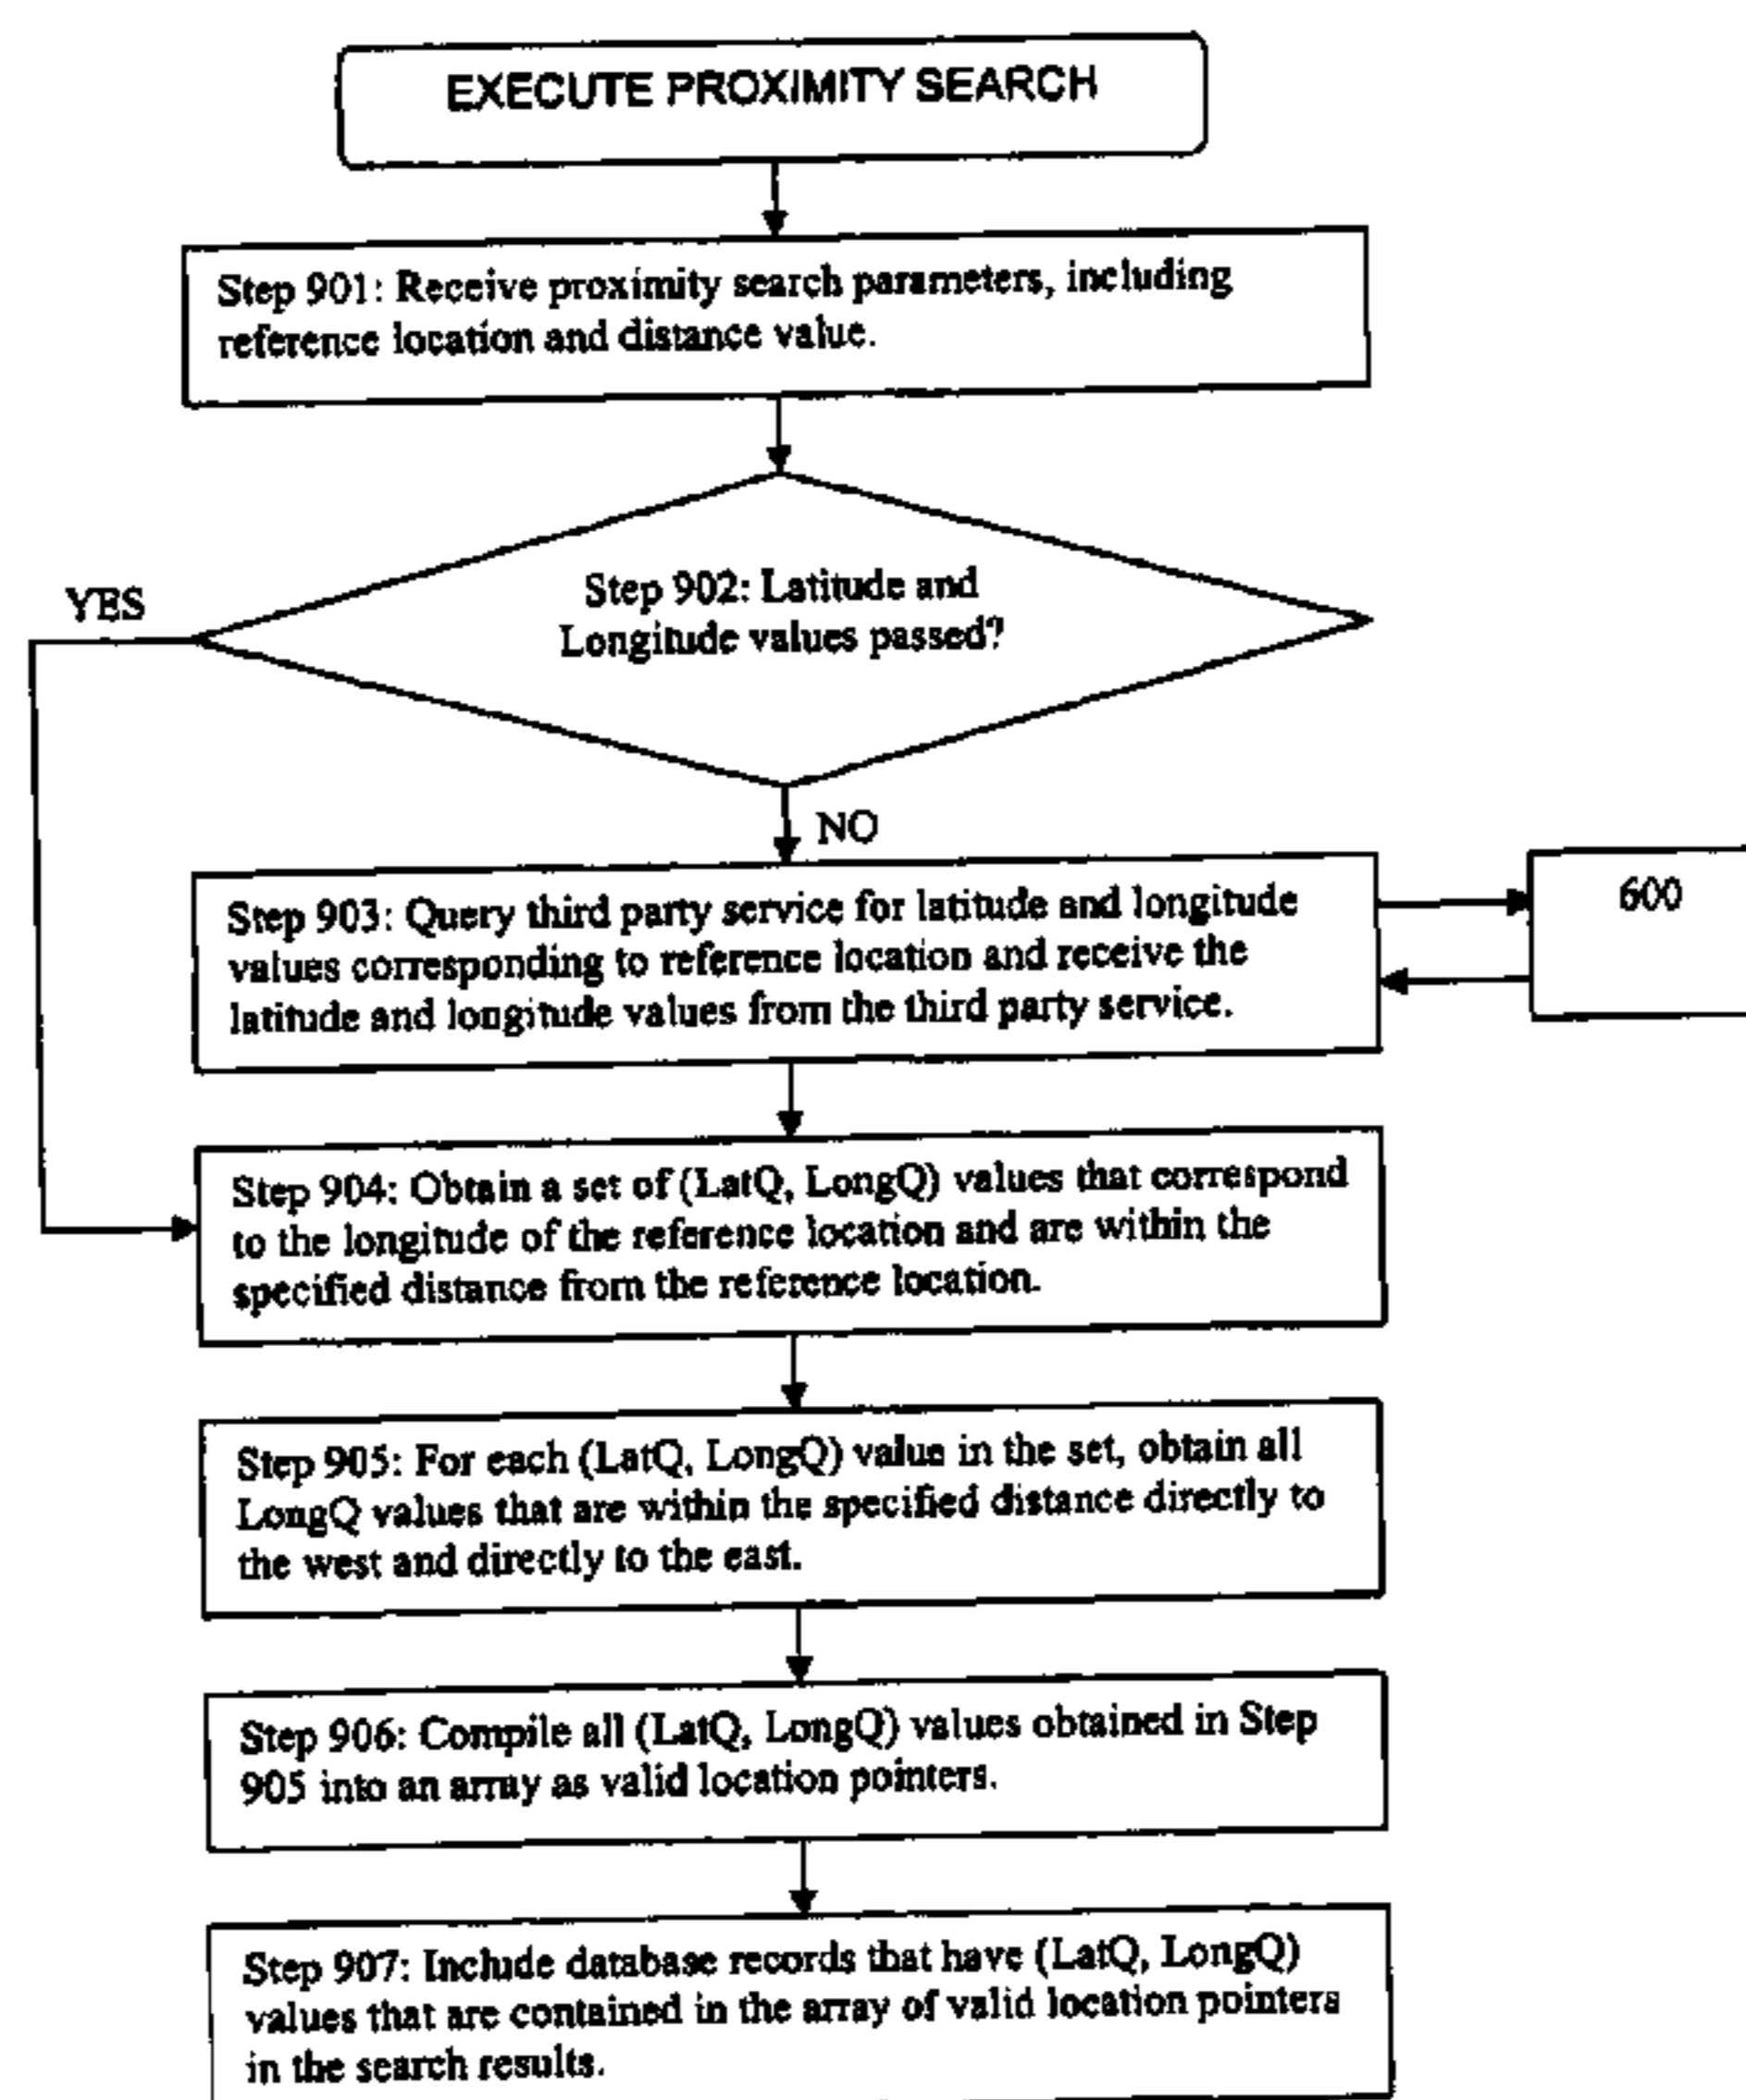 EXECUTE PROXIMITY SEARCH
Step 901: Receive proximity search parameters, including
reference location and distance value.
YES
Step 902: Latitude and
Longitude values passed?
NO
Step 903: Query third party service for latitude and longitude
values corresponding to reference location and receive the
latitude and longitude values from the third party service.
600
Step 904: Obtain a set of (LatQ, LongQ) values that correspond
to the longitude of the reference location and are within the
specified distance from the reference location.
Step 905: For each (LatQ, LongQ) value in the set, obtain all
LongQ values that are within the specified distance directly to
the west and directly to the east.
Step 906: Compile all (LatQ, LongQ) values obtained in Step
905 into an array as valid location pointers.
Step 907: Include database records that have (LatQ, LongQ)
values that are contained in the array of valid location pointers
in the search results.